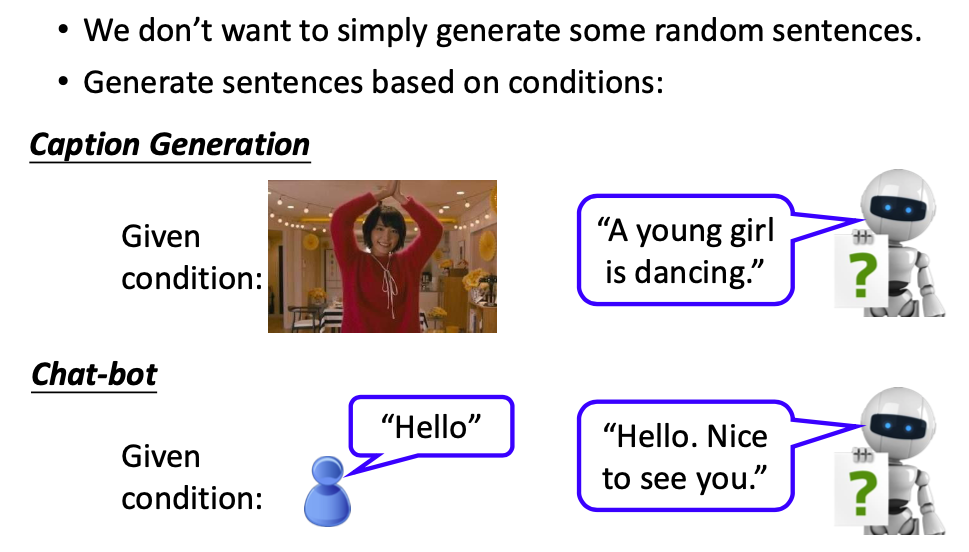 • We don’t want to simply generate some random sentences.
• Generate sentences based on conditions:
Caption Generation
Given
condition:
“A young girl
is dancing.”
?
Chat-bot
Given
condition:
“Hello”
“Hello. Nice
to see you.”
?